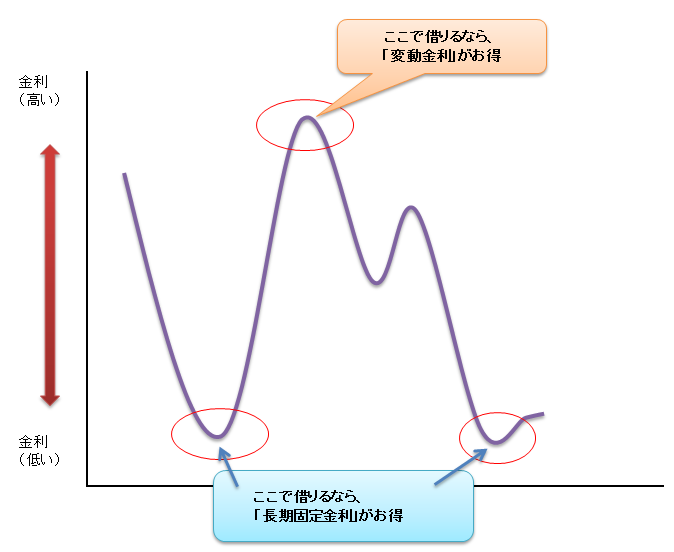 ここで借りるなら、
「変動金利」がお得
金利
（高い）
金利
（低い）
ここで借りるなら、
「長期固定金利」がお得